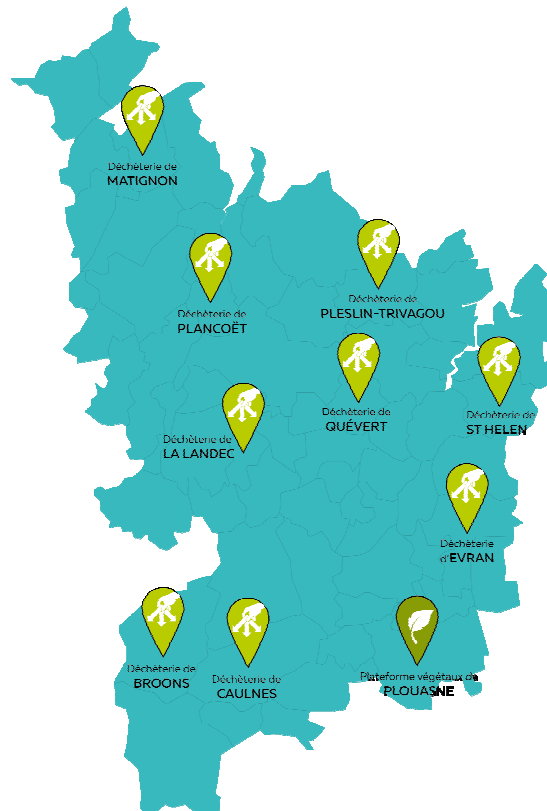 Déchèterie de
MATIGNON
Déchèterie de
PLANCOËT
Déchèterie de
PLESLIN-TRIVAGOU
Déchèterie de
QUÉVERT
Déchèterie de
ST HELEN
Déchèterie de
LA LANDEC
Déchèterie
d'EVRAN
Déchèterie de
BROONS
Déchèterie de
CAULNES
Plateforme végétaux de
PLOUASNE